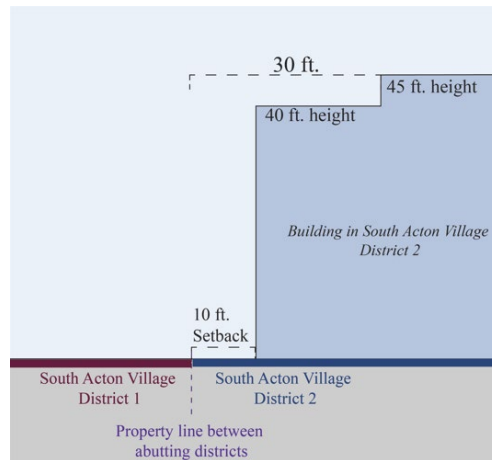 30 ft.
45 ft. height
40 ft. height
Building in South Acton Village
District 2
10 ft.
Setback
South Acton Village
District 1
South Acton Village
District 2
Property line between
abutting districts